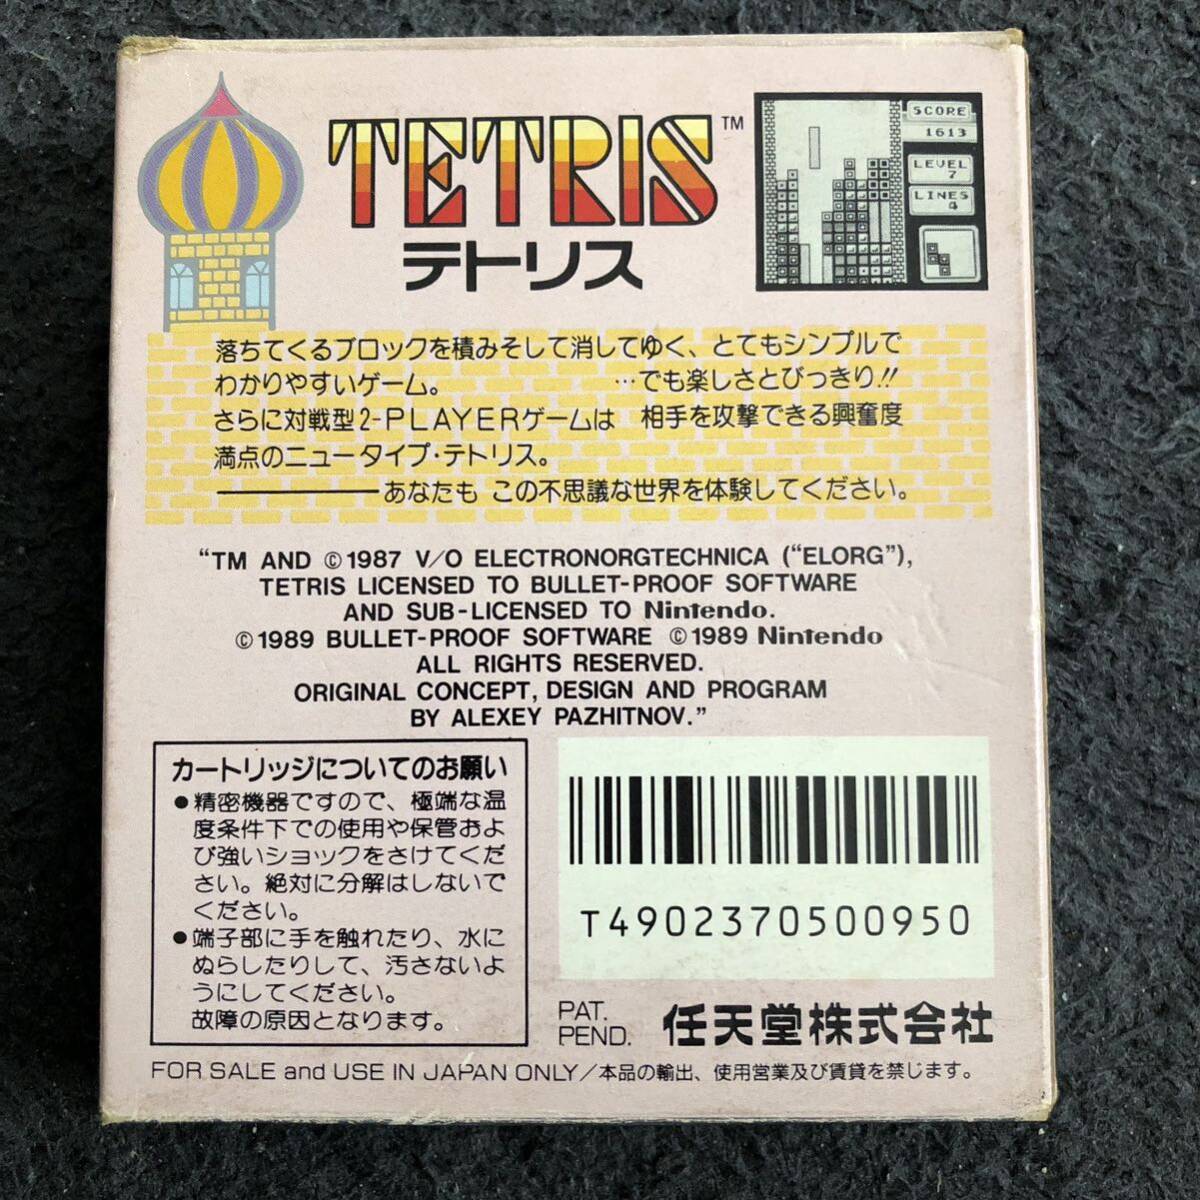 TETRIS™
テトリス
SCORE
1613
LEVEL
7
LINES
4
落ちてくるブロックを積みそして消してゆく、とてもシンプルで
わかりやすいゲーム。 …でも楽しさとびっきり!!
さらに対戦型2-PLAYERゲームは 相手を攻撃できる興奮度
満点のニュータイプ・テトリス。
――あなたも この不思議な世界を体験してください。
“TM AND ©1987 V/O ELECTRONORGTECHNICA (“ELORG”),
TETRIS LICENSED TO BULLET-PROOF SOFTWARE
AND SUB-LICENSED TO Nintendo.
©1989 BULLET-PROOF SOFTWARE ©1989 Nintendo
ALL RIGHTS RESERVED.
ORIGINAL CONCEPT, DESIGN AND PROGRAM
BY ALEXEY PAZHITNOV.”
カートリッジについてのお願い
●精密機器ですので、極端な温
度条件下での使用や保管およ
び強いショックをさけてくだ
さい。絶対に分解はしないで
ください。
●端子部に手を触れたり、水に
ぬらしたりして、汚さないよ
うにしてください。
故障の原因となります。
T4902370500950
PAT.
PEND.
任天堂株式会社
FOR SALE and USE IN JAPAN ONLY/本品の輸出、使用営業及び賃貸を禁じます。